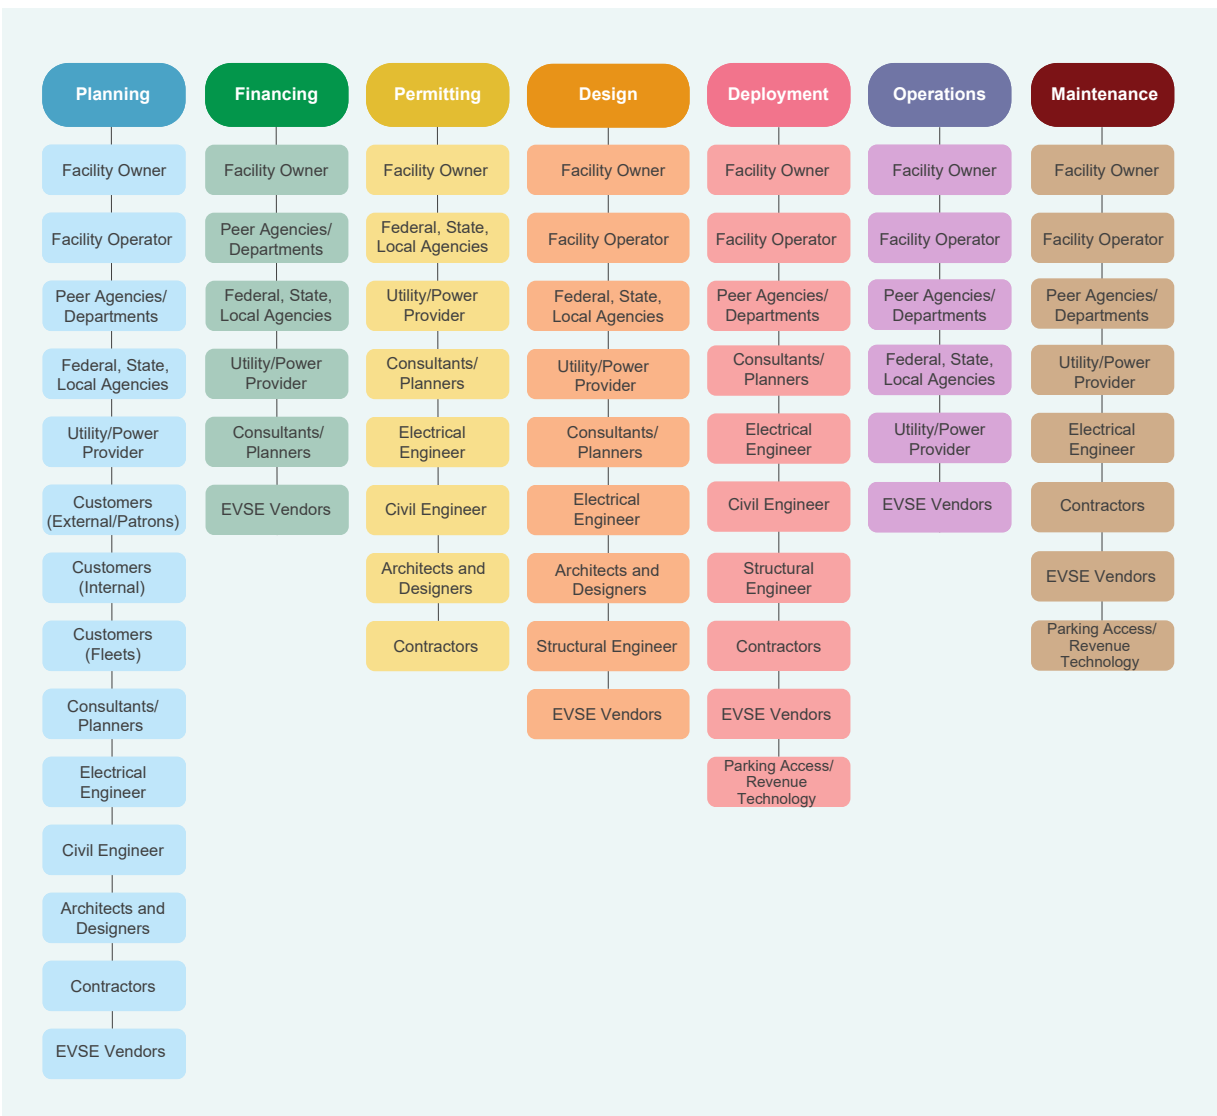 Planning
Facility Owner
Facility Operator
Peer Agencies/
Departments
Federal, State,
Local Agencies
Utility/Power
Provider
Customers
(External/Patrons)
Customers
(Internal)
Customers
(Fleets)
Consultants/
Planners
Electrical
Engineer
Civil Engineer
Architects and
Designers
Contractors
EVSE Vendors
Financing
Facility Owner
Peer Agencies/
Departments
Federal, State,
Local Agencies
Utility/Power
Provider
Consultants/
Planners
EVSE Vendors
Permitting
Facility Owner
Federal, State,
Local Agencies
Utility/Power
Provider
Consultants/
Planners
Electrical
Engineer
Civil Engineer
Architects and
Designers
Contractors
Design
Facility Owner
Facility Operator
Federal, State,
Local Agencies
Utility/Power
Provider
Consultants/
Planners
Electrical
Engineer
Architects and
Designers
Structural Engineer
EVSE Vendors
Deployment
Facility Owner
Facility Operator
Peer Agencies/
Departments
Consultants/
Planners
Electrical
Engineer
Civil Engineer
Structural
Engineer
Contractors
EVSE Vendors
Parking Access/
Revenue
Technology
Operations
Facility Owner
Facility Operator
Peer Agencies/
Departments
Federal, State,
Local Agencies
Utility/Power
Provider
EVSE Vendors
Maintenance
Facility Owner
Facility Operator
Peer Agencies/
Departments
Utility/Power
Provider
Electrical
Engineer
Contractors
EVSE Vendors
Parking Access/
Revenue
Technology